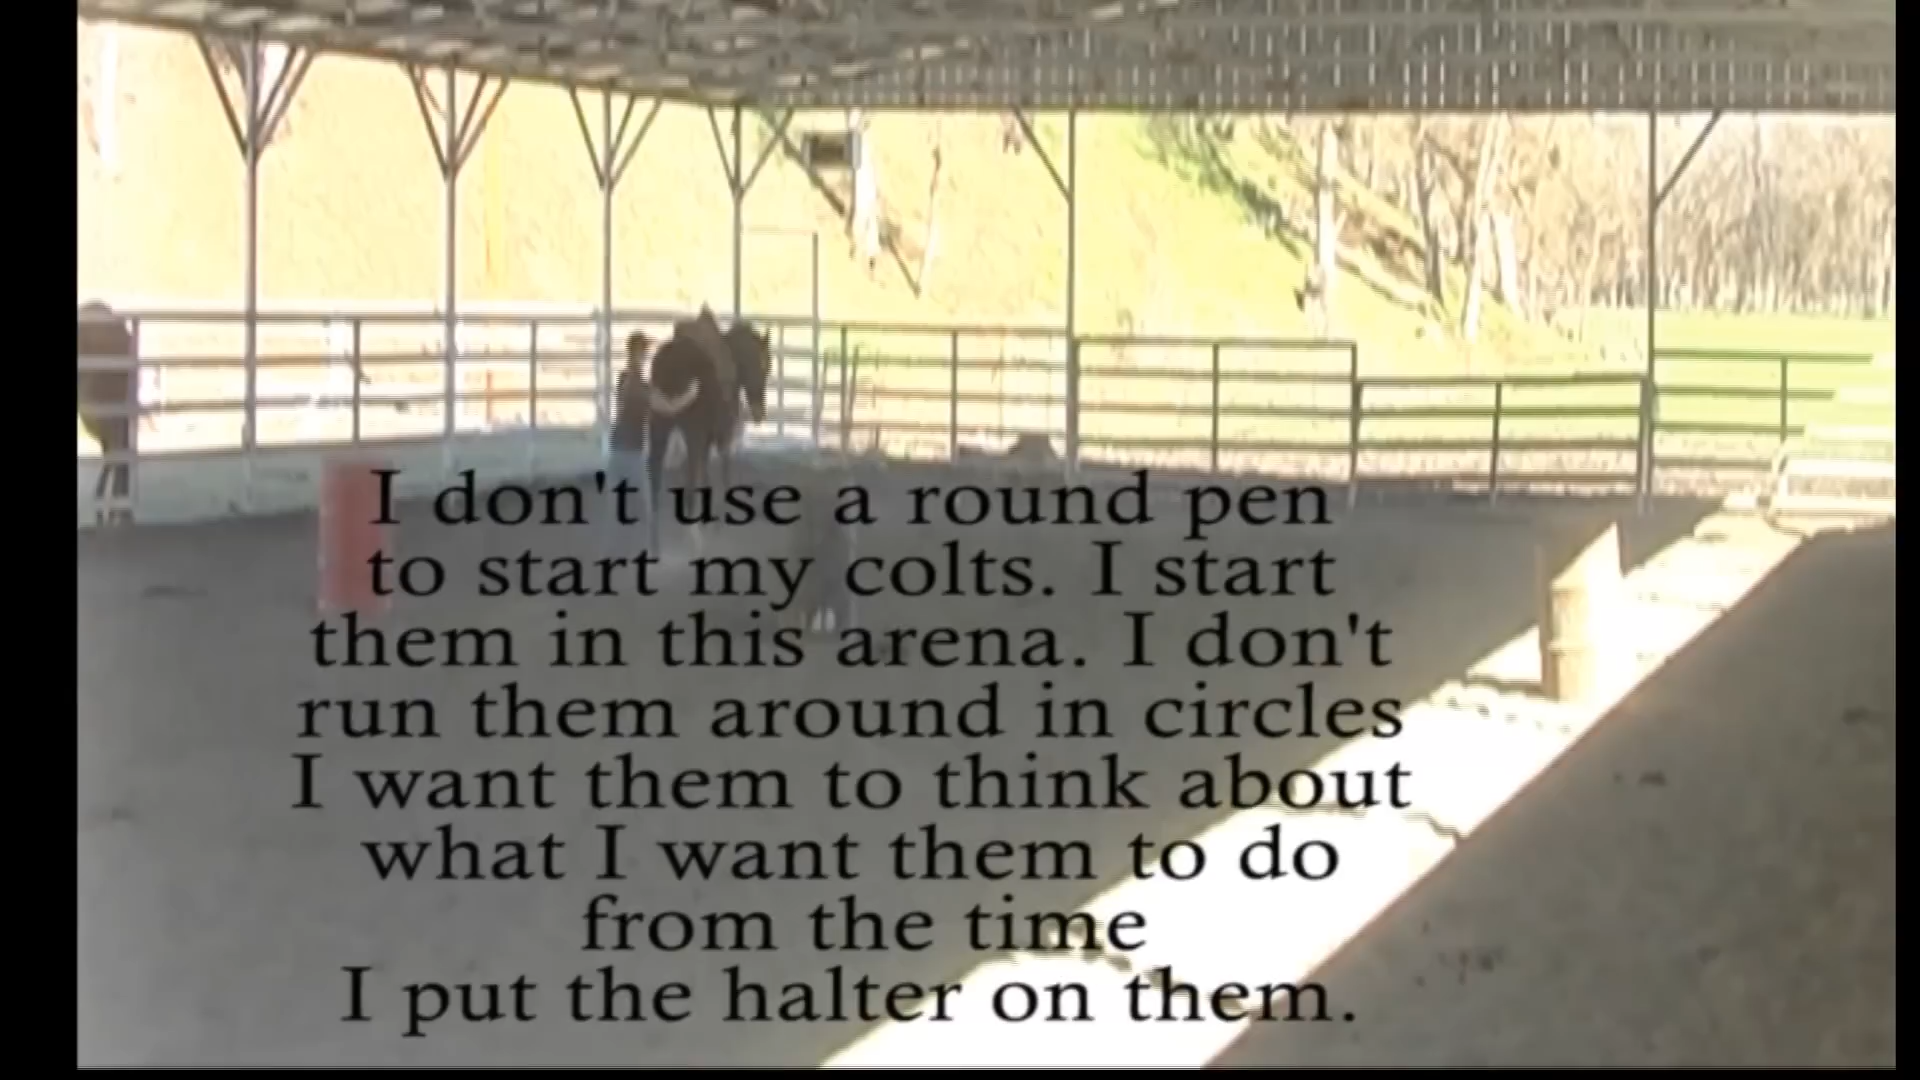 I don't use a round pen
to start my colts. I start
them in this arena. I don't
run them around in circles
I want them to think about
what I want them to do
from the time
I put the halter on them.